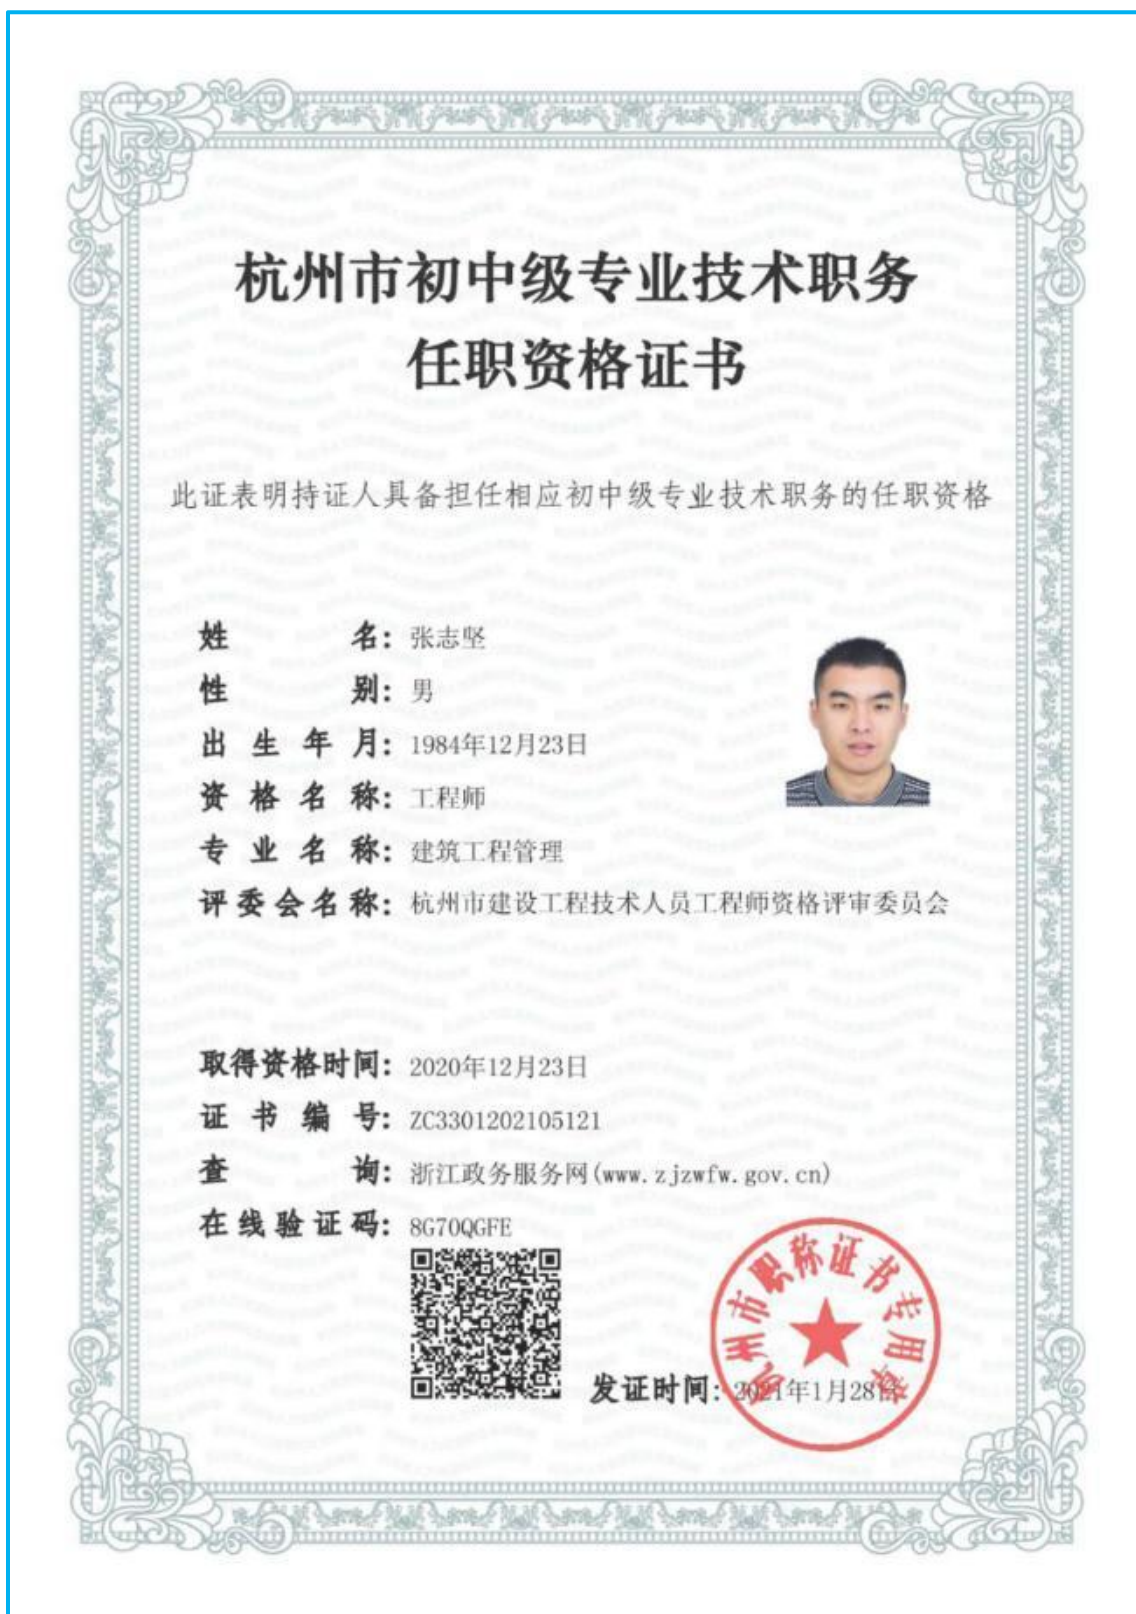 杭州市初中级专业技术职务
任职资格证书
此证表明持证人具备担任相应初中级专业技术职务的任职资格
姓名：张志坚
性别：男
出生年月：1984年12月23日
资格名称：工程师
专业名称：建筑工程管理
评委会名称：杭州市建设工程技术人员工程师资格评审委员会
取得资格时间：2020年12月23日
证书编号：ZC3301202105121
查询：浙江政务服务网(www.zjzwfw.gov.cn)
在线验证码：8G70QGFE
杭州市职称证书专用章
发证时间：2021年1月28日